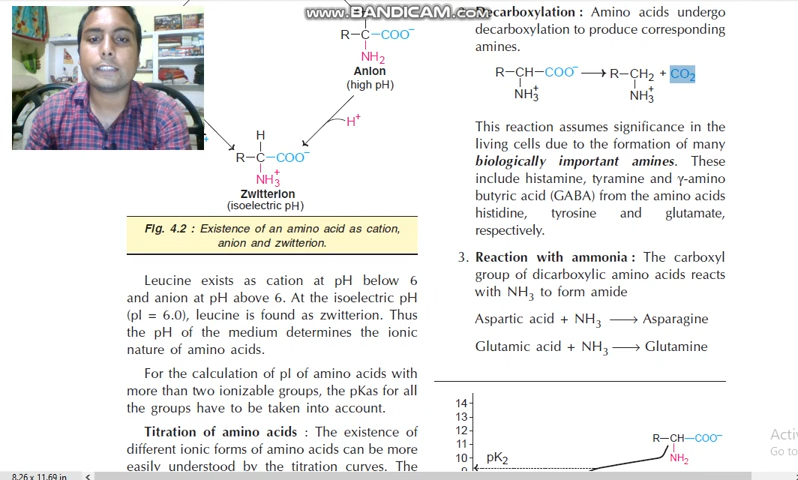 WWW.BANDICAM.COM
R—C—COO⁻
NH₂
Anion
(high pH)
H⁺
H
R—C—COO⁻
NH₃⁺
Zwitterion
(isoelectric pH)
Fig. 4.2 : Existence of an amino acid as cation,
anion and zwitterion.
Leucine exists as cation at pH below 6
and anion at pH above 6. At the isoelectric pH
(pI = 6.0), leucine is found as zwitterion. Thus
the pH of the medium determines the ionic
nature of amino acids.
For the calculation of pI of amino acids with
more than two ionizable groups, the pKas for all
the groups have to be taken into account.
Titration of amino acids : The existence of
different ionic forms of amino acids can be more
easily understood by the titration curves. The
Decarboxylation : Amino acids undergo
decarboxylation to produce corresponding
amines.
R—CH—COO⁻ ⟶ R—CH₂ + CO₂
NH₃⁺ NH₃⁺
This reaction assumes significance in the
living cells due to the formation of many
biologically important amines. These
include histamine, tyramine and γ-amino
butyric acid (GABA) from the amino acids
histidine, tyrosine and glutamate,
respectively.
3. Reaction with ammonia : The carboxyl
group of dicarboxylic amino acids reacts
with NH₃ to form amide
Aspartic acid + NH₃ ⟶ Asparagine
Glutamic acid + NH₃ ⟶ Glutamine
14
13
12
11
10
pK₂
R—CH—COO⁻
NH₂
Activ
Go to
8.26 x 11.69 in